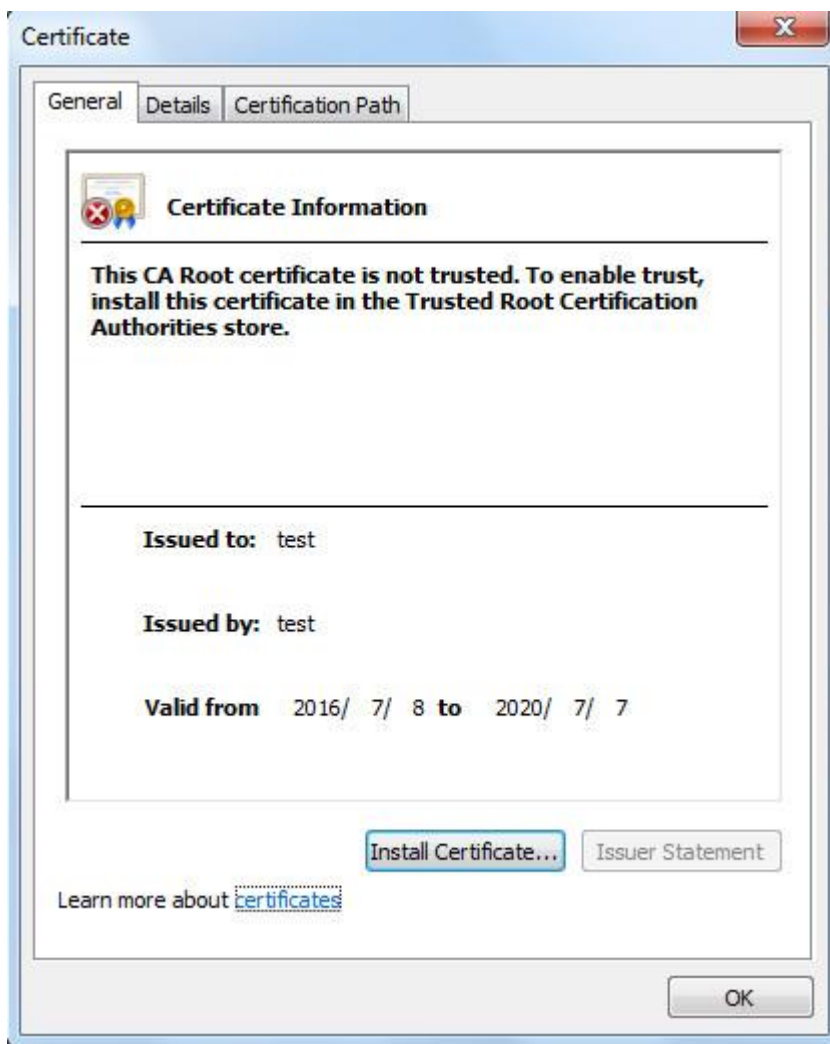 Certificate
General
Details
Certification Path
Certificate Information
This CA Root certificate is not trusted. To enable trust,
install this certificate in the Trusted Root Certification
Authorities store.
Issued to: test
Issued by: test
Valid from 2016/ 7/ 8 to 2020/ 7/ 7
Install Certificate...
Issuer Statement
Learn more about certificates
OK